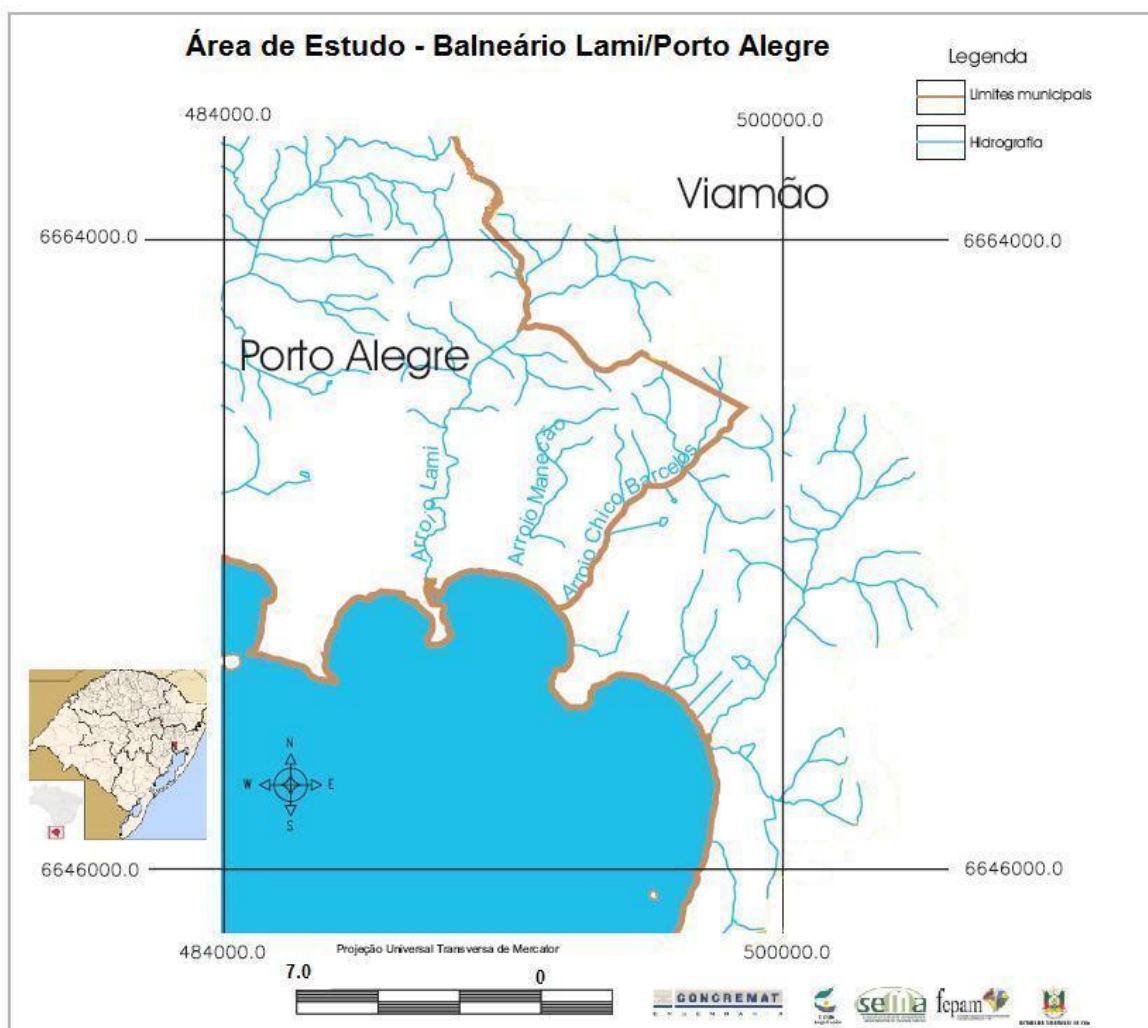 Área de Estudo - Balneário Lami/Porto Alegre
Legenda
Limites municipais
Hidrografia
484000.0
500000.0
Viamão
6664000.0
6664000.0
Porto Alegre
Arroio Lami
Arroio Manecão
Arroio Chico Barcelos
N
W
E
S
6646000.0
6646000.0
484000.0
Projeção Universal Transversa de Mercator
500000.0
7.0
0
CONCREMAT
ENGENHARIA
sema
fepam